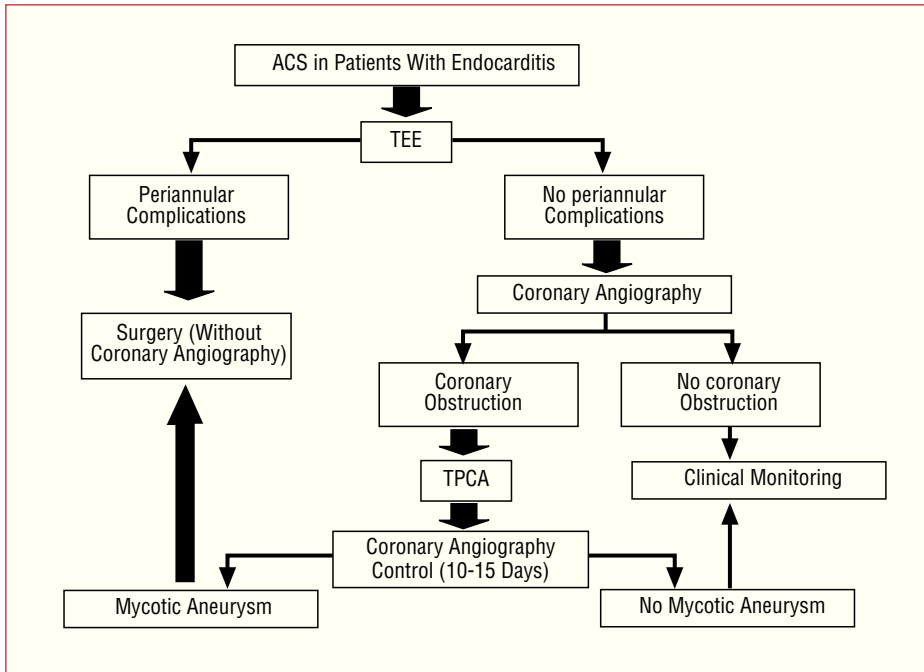 ACS in Patients With Endocarditis
TEE
Periannular
Complications
No periannular
Complications
Coronary Angiography
Surgery (Without
Coronary Angiography)
Coronary
Obstruction
No coronary
Obstruction
TPCA
Clinical Monitoring
Coronary Angiography
Control (10-15 Days)
Mycotic Aneurysm
No Mycotic Aneurysm